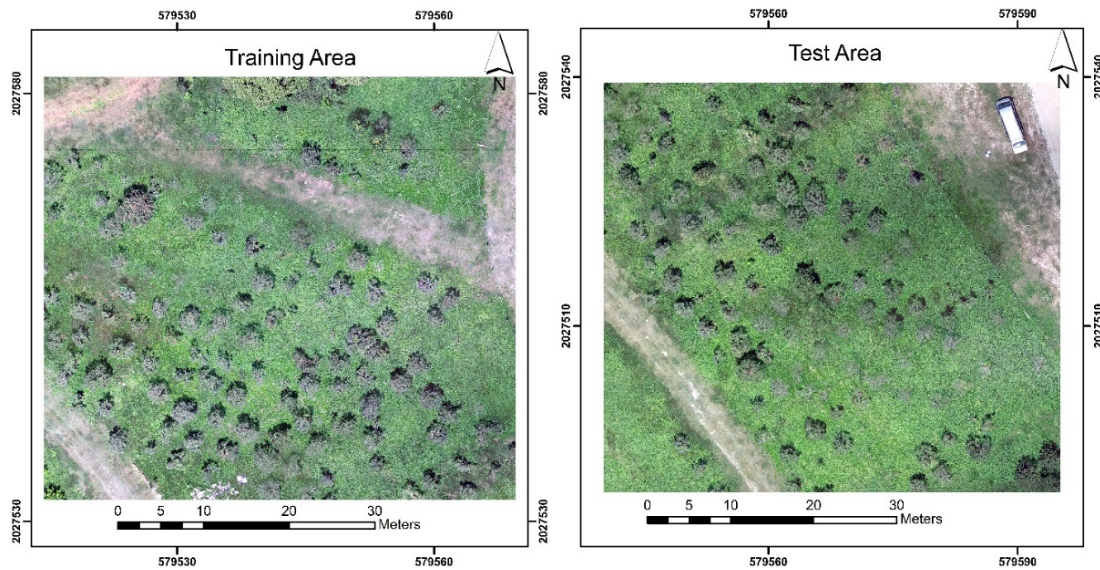 579530 579560
Training Area
N
2027580 2027580
2027530 2027530
0 5 10 20 30
Meters
579530 579560
579560 579590
Test Area
N
2027540 2027540
2027510 2027510
0 5 10 20 30
Meters
579560 579590